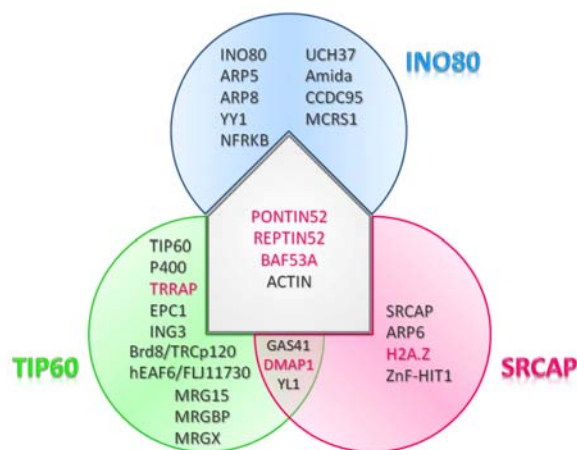 INO80
ARP5
ARP8
YY1
NFRKB
UCH37
Amida
CCDC95
MCRS1
INO80
PONTIN52
REPTIN52
BAF53A
ACTIN
TIP60
P400
TRRAP
EPC1
ING3
Brd8/TRCp120
hEAF6/FLJ11730
MRG15
MRGBP
MRGX
TIP60
GAS41
DMAP1
YL1
SRCAP
ARP6
H2A.Z
ZnF-HIT1
SRCAP